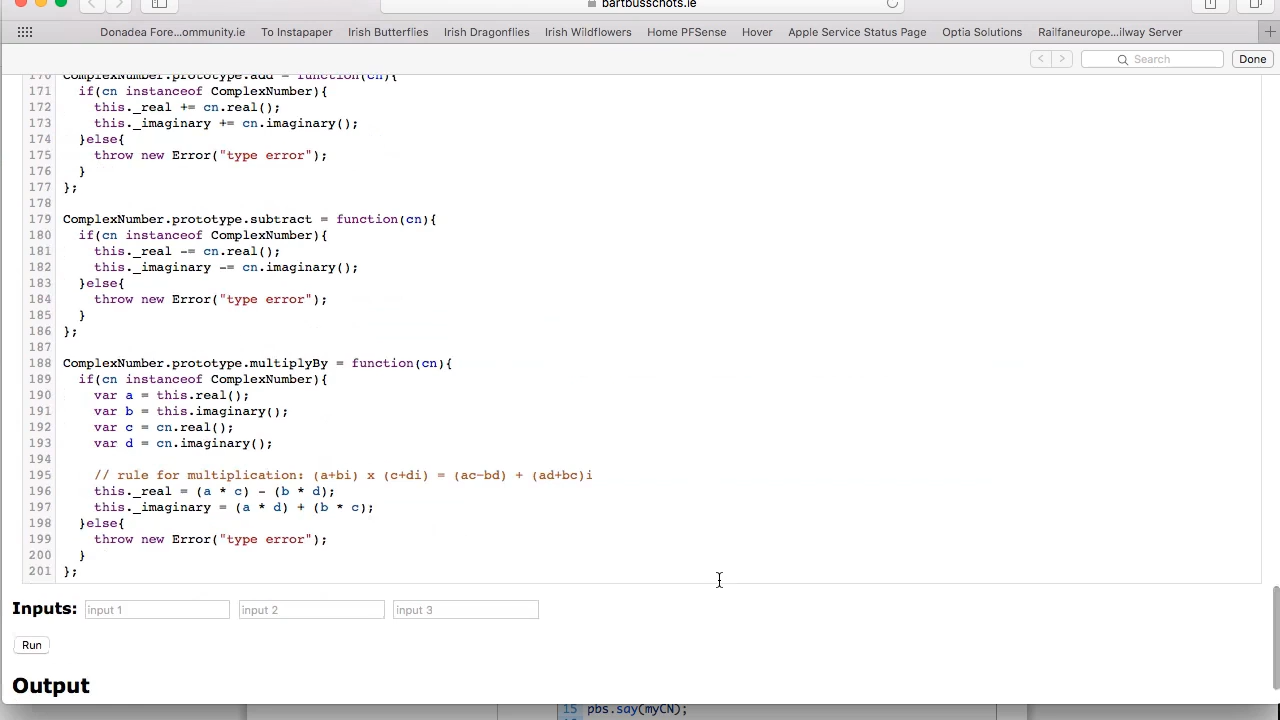 bartbusschots.ie
Donadea Fore...ommunity.ie To Instapaper Irish Butterflies Irish Dragonflies Irish Wildflowers Home PFSense Hover Apple Service Status Page Optia Solutions Railfaneurope...ilway Server
Search Done
170 ComplexNumber.prototype.add = function(cn){
171 if(cn instanceof ComplexNumber){
172 this._real += cn.real();
173 this._imaginary += cn.imaginary();
174 }else{
175 throw new Error("type error");
176 }
177 };
178
179 ComplexNumber.prototype.subtract = function(cn){
180 if(cn instanceof ComplexNumber){
181 this._real -= cn.real();
182 this._imaginary -= cn.imaginary();
183 }else{
184 throw new Error("type error");
185 }
186 };
187
188 ComplexNumber.prototype.multiplyBy = function(cn){
189 if(cn instanceof ComplexNumber){
190 var a = this.real();
191 var b = this.imaginary();
192 var c = cn.real();
193 var d = cn.imaginary();
194
195 // rule for multiplication: (a+bi) x (c+di) = (ac-bd) + (ad+bc)i
196 this._real = (a * c) - (b * d);
197 this._imaginary = (a * d) + (b * c);
198 }else{
199 throw new Error("type error");
200 }
201 };
Inputs: input 1 input 2 input 3
Run
Output
15 pbs.say(myCN);